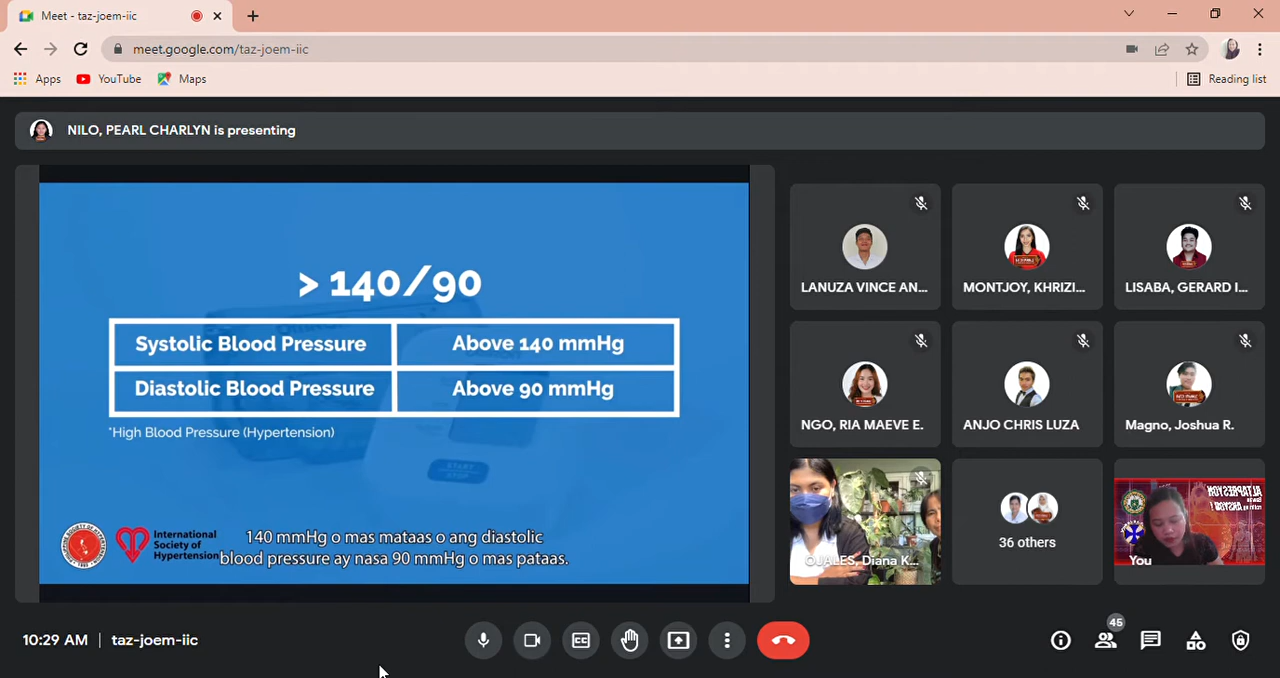 Meet - taz-joem-iic
meet.google.com/taz-joem-iic
Apps YouTube Maps Reading list
NILO, PEARL CHARLYN is presenting
> 140/90
Systolic Blood Pressure Above 140 mmHg
Diastolic Blood Pressure Above 90 mmHg
*High Blood Pressure (Hypertension)
International
Society of
Hypertension
140 mmHg o mas mataas o ang diastolic
blood pressure ay nasa 90 mmHg o mas pataas.
LANUZA VINCE AN...
MONTJOY, KHRIZI...
LISABA, GERARD I...
NGO, RIA MAEVE E.
ANJO CHRIS LUZA
Magno, Joshua R.
OJALES, Diana K...
36 others
ALTAPRESYON
You
10:29 AM | taz-joem-iic
CC
45